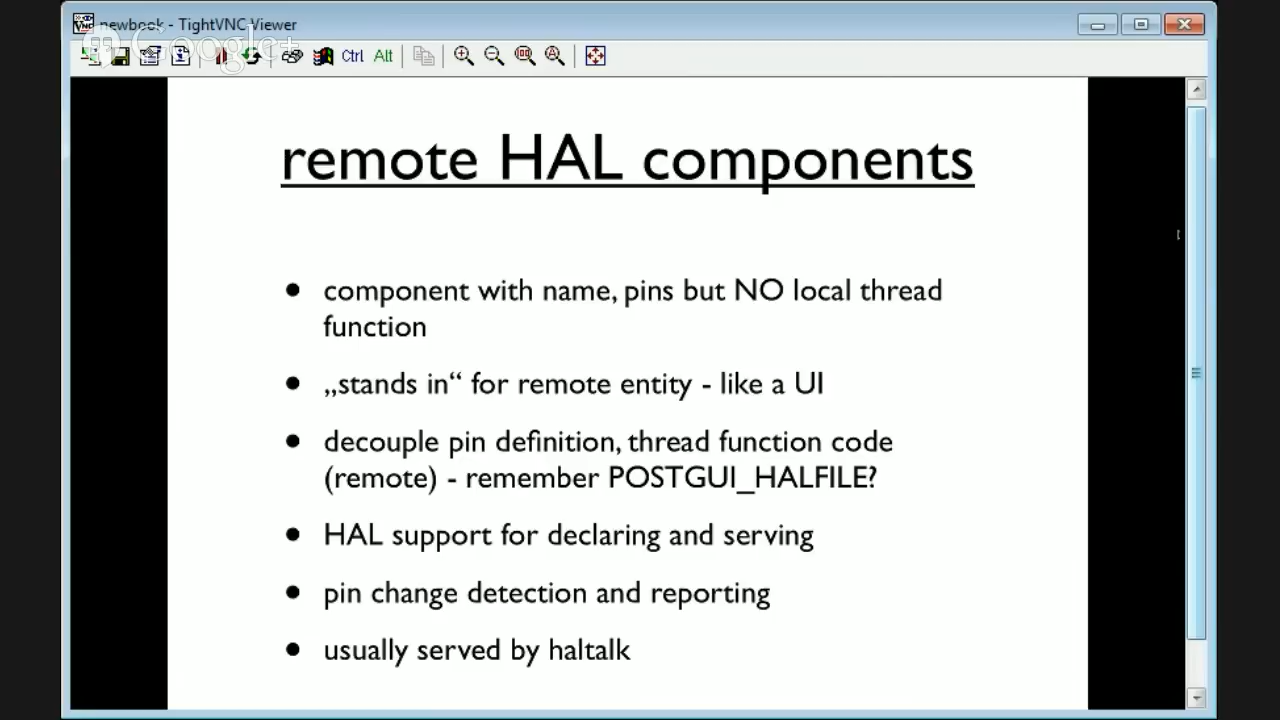 newbook - TightVNC Viewer
Google+
Ctrl Alt
remote HAL components
• component with name, pins but NO local thread
function
• „stands in“ for remote entity - like a UI
• decouple pin definition, thread function code
(remote) - remember POSTGUI_HALFILE?
• HAL support for declaring and serving
• pin change detection and reporting
• usually served by haltalk